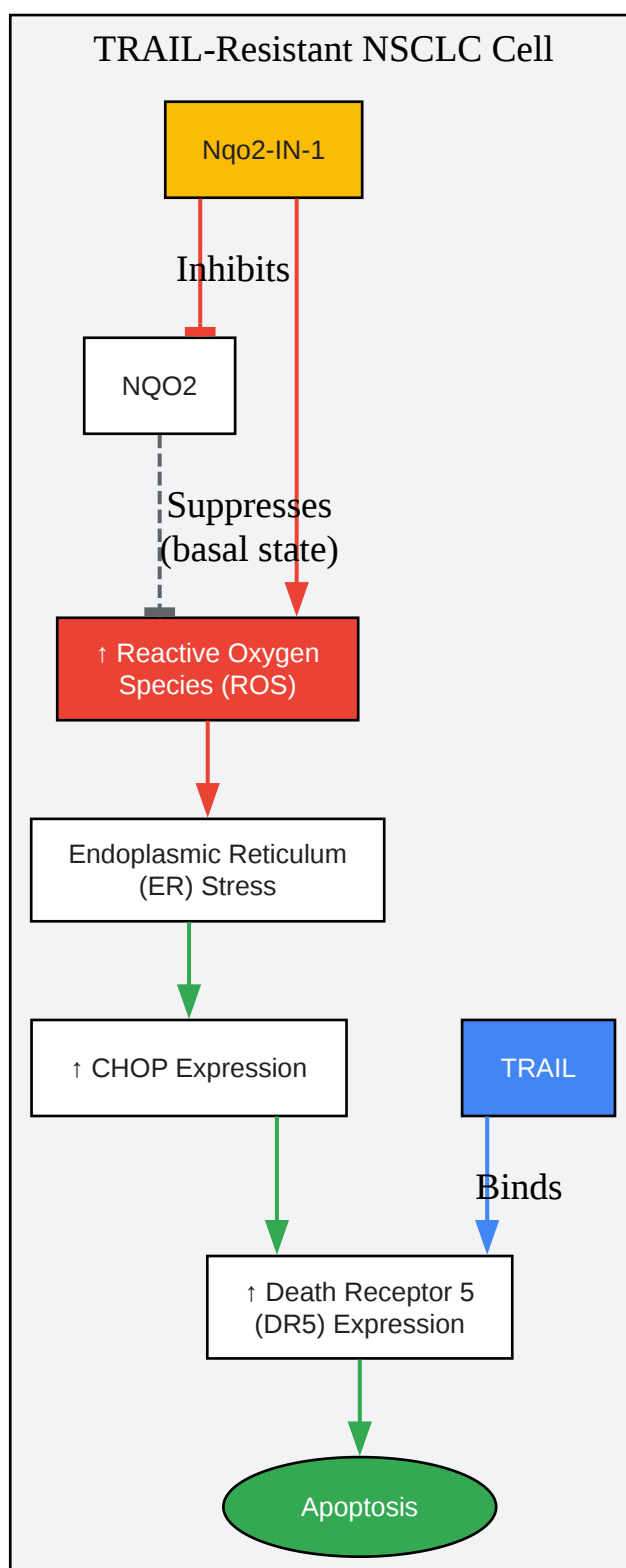 TRAIL-Resistant NSCLC Cell
Nqo2-IN-1
Inhibits
NQO2
Suppresses
(basal state)
↑ Reactive Oxygen
Species (ROS)
Endoplasmic Reticulum
(ER) Stress
↑ CHOP Expression
TRAIL
Binds
↑ Death Receptor 5
(DR5) Expression
Apoptosis